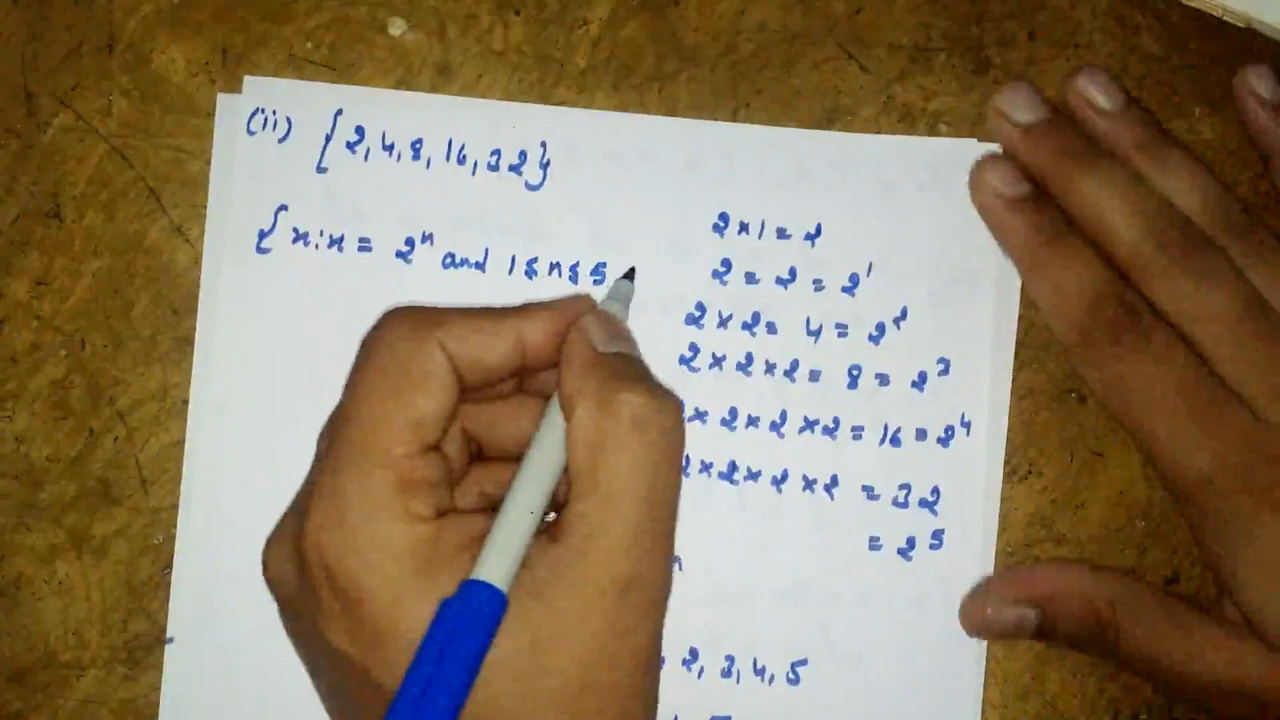 (ii) {2,4,8,16,32}
{x:x = 2ⁿ and 1 ≤ n ≤ 5
2 × 1 = 2
2 = 2 = 2¹
2 × 2 = 4 = 2²
2 × 2 × 2 = 8 = 2³
× 2 × 2 × 2 = 16 = 2⁴
2 × 2 × 2 × 2 = 32
= 2⁵
n
2, 3, 4, 5